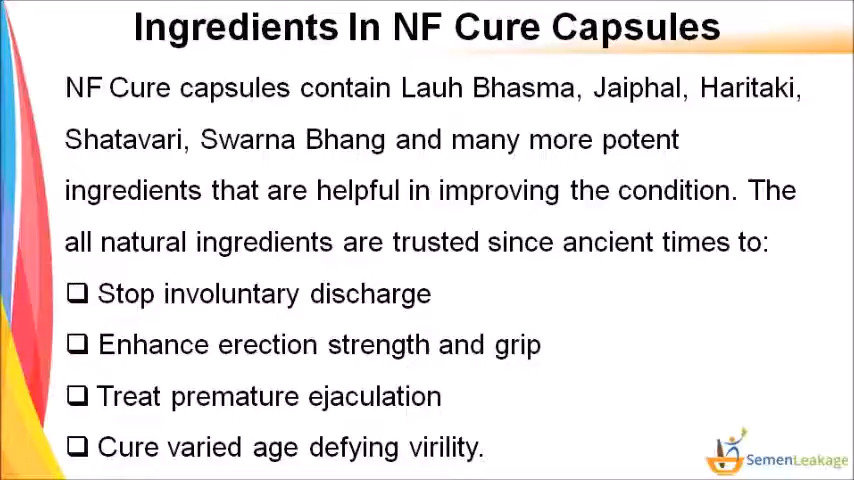 Ingredients In NF Cure Capsules
NF Cure capsules contain Lauh Bhasma, Jaiphal, Haritaki,
Shatavari, Swarna Bhang and many more potent
ingredients that are helpful in improving the condition. The
all natural ingredients are trusted since ancient times to:
❑ Stop involuntary discharge
❑ Enhance erection strength and grip
❑ Treat premature ejaculation
❑ Cure varied age defying virility.
SemenLeakage